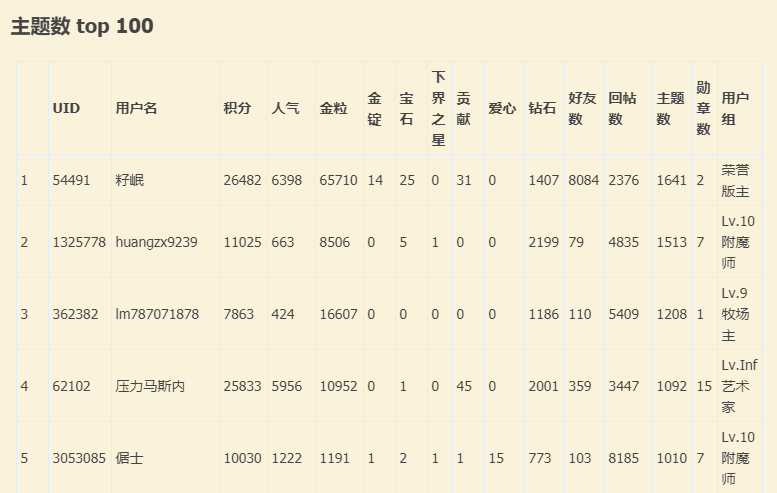 主题数 top 100
UID 用户名 积分 人气 金粒 金锭 宝石 下界之星 贡献 爱心 钻石 好友数 回帖数 主题数 勋章数 用户组
1 54491 籽岷 26482 6398 65710 14 25 0 31 0 1407 8084 2376 1641 2 荣誉版主
2 1325778 huangzx9239 11025 663 8506 0 5 1 0 0 2199 79 4835 1513 7 Lv.10 附魔师
3 362382 lm787071878 7863 424 16607 0 0 0 0 0 1186 110 5409 1208 1 Lv.9 牧场主
4 62102 压力马斯内 25833 5956 10952 0 1 0 45 0 2001 359 3447 1092 15 Lv.Inf 艺术家
5 3053085 倨士 10030 1222 1191 1 2 1 1 15 773 103 8185 1010 7 Lv.10 附魔师